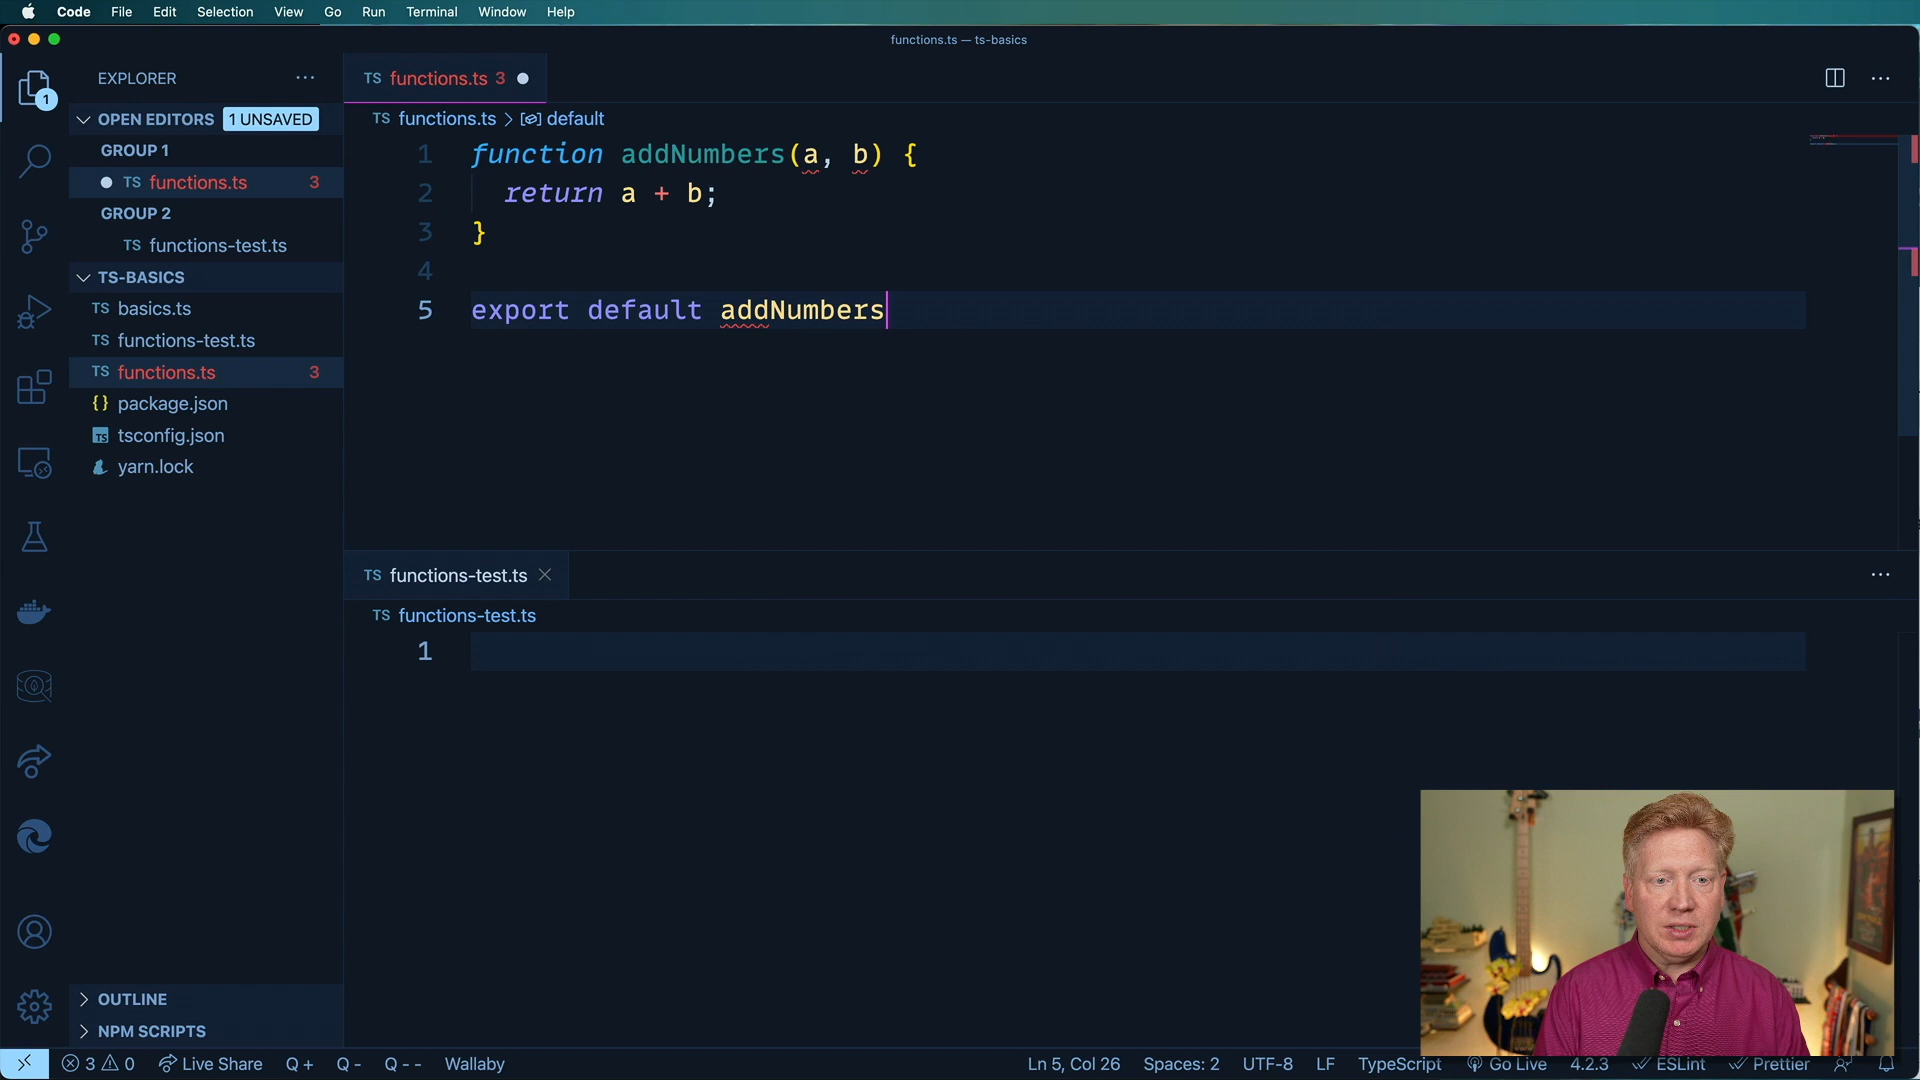 Code File Edit Selection View Go Run Terminal Window Help
functions.ts — ts-basics
EXPLORER
1
OPEN EDITORS 1 UNSAVED
GROUP 1
TS functions.ts 3
GROUP 2
TS functions-test.ts
TS-BASICS
TS basics.ts
TS functions-test.ts
TS functions.ts 3
{} package.json
TS tsconfig.json
yarn.lock
OUTLINE
NPM SCRIPTS
TS functions.ts 3
TS functions.ts > default
1 function addNumbers(a, b) {
2 return a + b;
3 }
4
5 export default addNumbers
TS functions-test.ts
TS functions-test.ts
1
3 0 Live Share Q + Q - Q - - Wallaby Ln 5, Col 26 Spaces: 2 UTF-8 LF TypeScript Go Live 4.2.3 ESLint Prettier